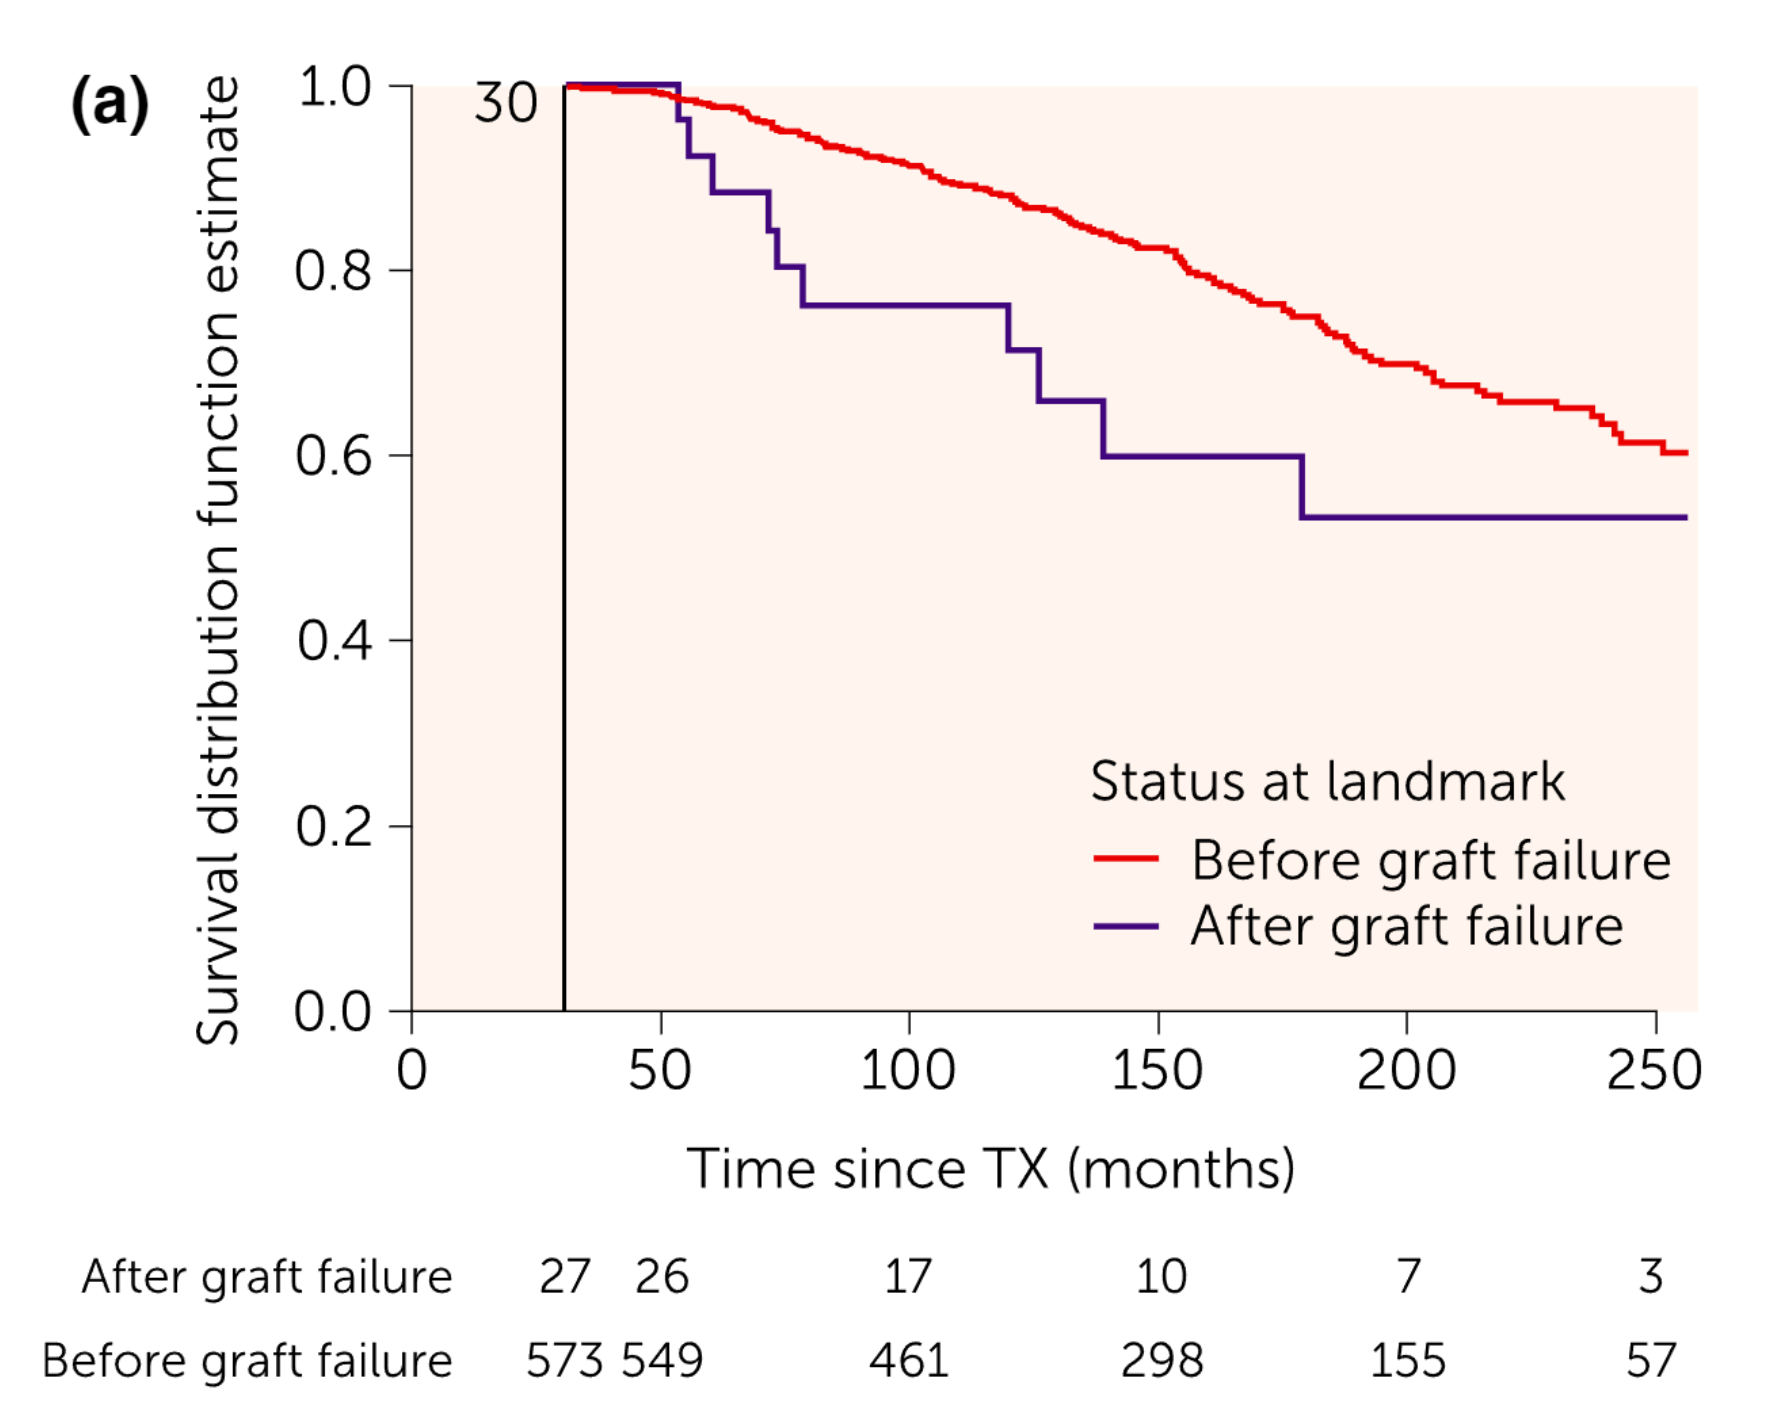 (a)
Survival distribution function estimate
1.0
0.8
0.6
0.4
0.2
0.0
30
Status at landmark
Before graft failure
After graft failure
0 50 100 150 200 250
Time since TX (months)
After graft failure 27 26 17 10 7 3
Before graft failure 573 549 461 298 155 57